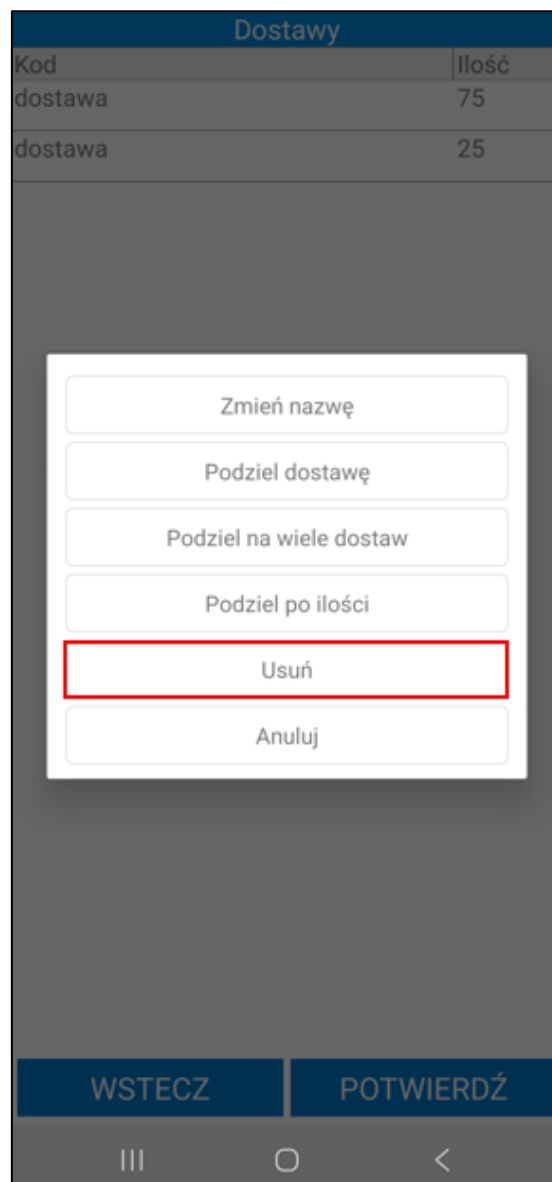 Dostawy
Kod Ilość
dostawa 75
dostawa 25
Zmień nazwę
Podziel dostawę
Podziel na wiele dostaw
Podziel po ilości
Usuń
Anuluj
WSTECZ POTWIERDŹ